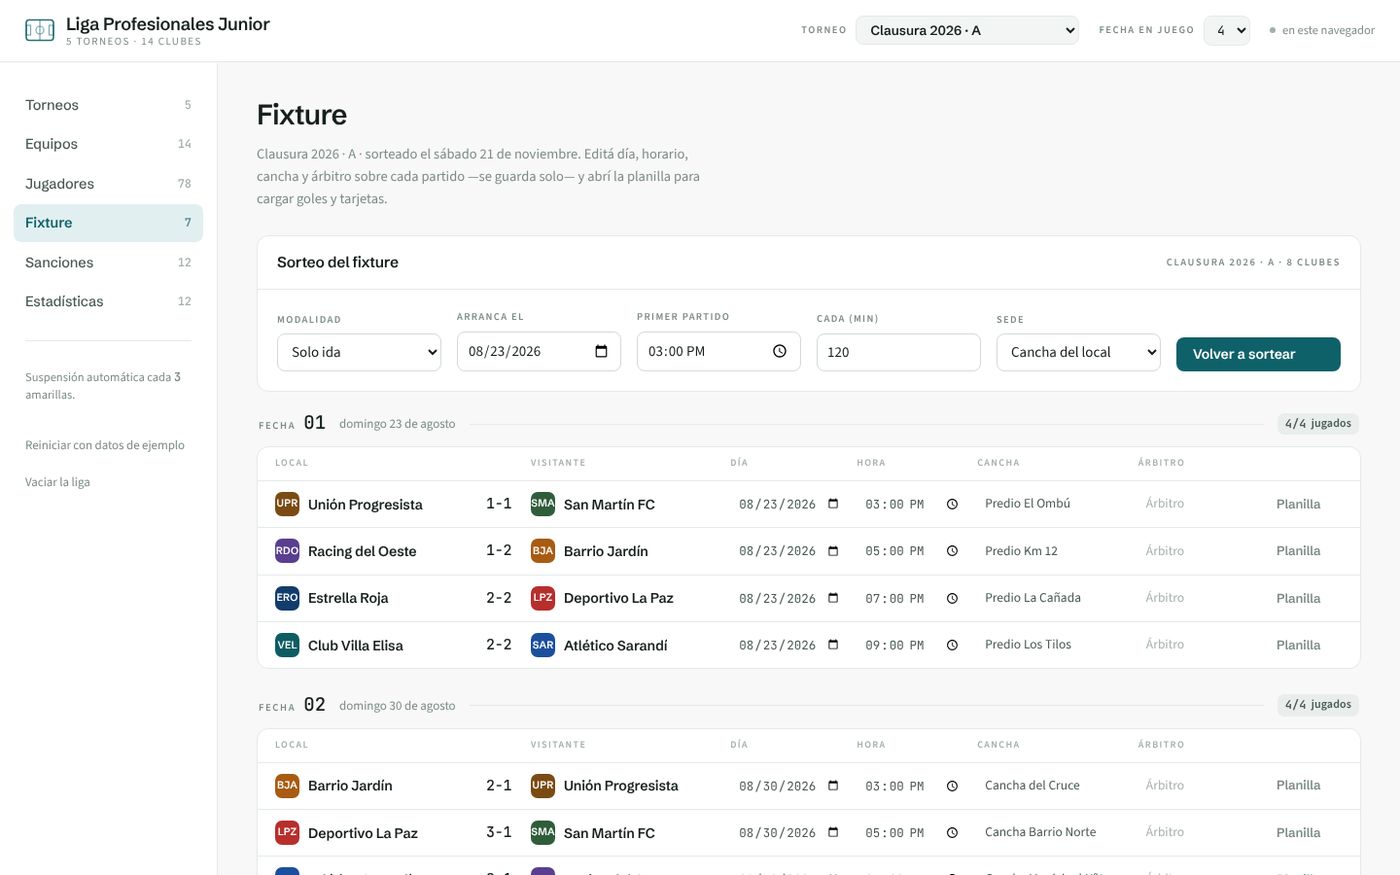 Liga Profesionales Junior
5 TORNEOS · 14 CLUBES
TORNEO
Clausura 2026 · A
FECHA EN JUEGO
4
en este navegador
Torneos 5
Equipos 14
Jugadores 78
Fixture 7
Sanciones 12
Estadísticas 12
Suspensión automática cada 3
amarillas.
Reiniciar con datos de ejemplo
Vaciar la liga
Fixture
Clausura 2026 · A · sorteado el sábado 21 de noviembre. Editá día, horario,
cancha y árbitro sobre cada partido —se guarda solo— y abrí la planilla para
cargar goles y tarjetas.
Sorteo del fixture
CLAUSURA 2026 · A · 8 CLUBES
MODALIDAD ARRANCA EL PRIMER PARTIDO CADA (MIN) SEDE
Solo ida 08/23/2026 03:00 PM 120 Cancha del local Volver a sortear
FECHA 01 domingo 23 de agosto 4/4 jugados
LOCAL VISITANTE DÍA HORA CANCHA ÁRBITRO
UPR Unión Progresista 1-1 SMA San Martín FC 08/23/2026 03:00 PM Predio El Ombú Árbitro Planilla
RDO Racing del Oeste 1-2 BJA Barrio Jardín 08/23/2026 05:00 PM Predio Km 12 Árbitro Planilla
ERO Estrella Roja 2-2 LPZ Deportivo La Paz 08/23/2026 07:00 PM Predio La Cañada Árbitro Planilla
VEL Club Villa Elisa 2-2 SAR Atlético Sarandí 08/23/2026 09:00 PM Predio Los Tilos Árbitro Planilla
FECHA 02 domingo 30 de agosto 4/4 jugados
LOCAL VISITANTE DÍA HORA CANCHA ÁRBITRO
BJA Barrio Jardín 2-1 UPR Unión Progresista 08/30/2026 03:00 PM Cancha del Cruce Árbitro Planilla
LPZ Deportivo La Paz 3-1 SMA San Martín FC 08/30/2026 05:00 PM Cancha Barrio Norte Árbitro Planilla